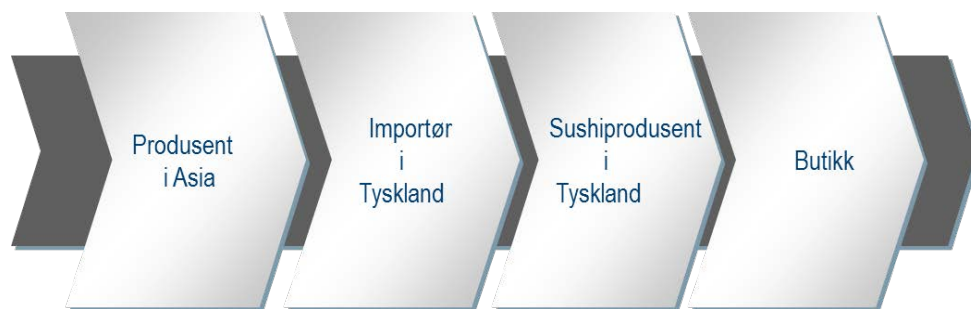 Produsent
i Asia
Importør
i
Tyskland
Sushiprodusent
i
Tyskland
Butikk